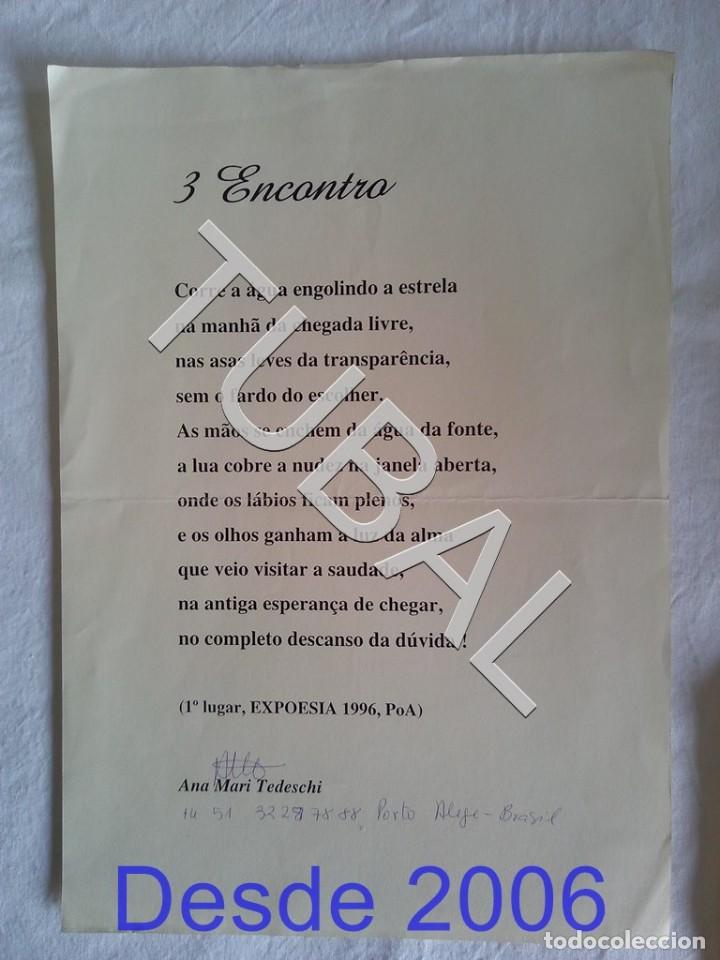 3 Encontro
Corre a água engolindo a estrela
na manhã da chegada livre,
nas asas leves da transparência,
sem o fardo do escolher.
As mãos se enchem da água da fonte,
a lua cobre a nudez na janela aberta,
onde os lábios ficam plenos,
e os olhos ganham a luz da alma
que veio visitar a saudade,
na antiga esperança de chegar,
no completo descanso da dúvida.!
(1º lugar, EXPOESIA 1996, PoA)
Ana Mari Tedeschi
51 Porto Alegre - Brasil
TUBAL
Desde 2006
todocoleccion